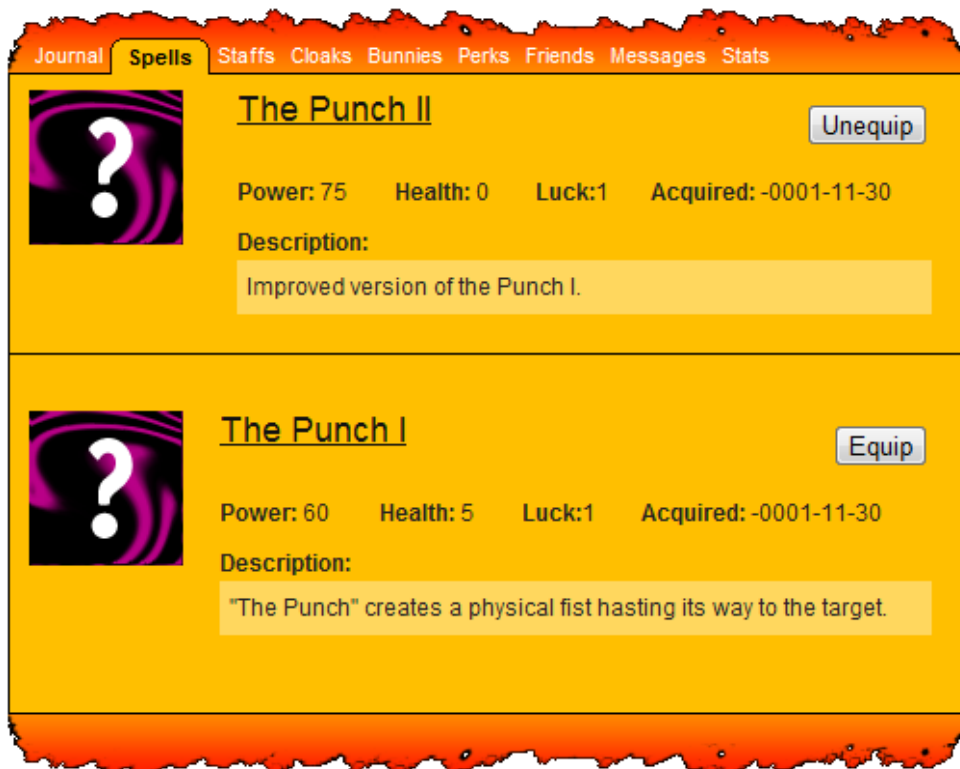 Journal Spells Staffs Cloaks Bunnies Perks Friends Messages Stats
The Punch II
Unequip
Power: 75 Health: 0 Luck:1 Acquired: -0001-11-30
Description:
Improved version of the Punch I.
The Punch I
Equip
Power: 60 Health: 5 Luck:1 Acquired: -0001-11-30
Description:
"The Punch" creates a physical fist hasting its way to the target.